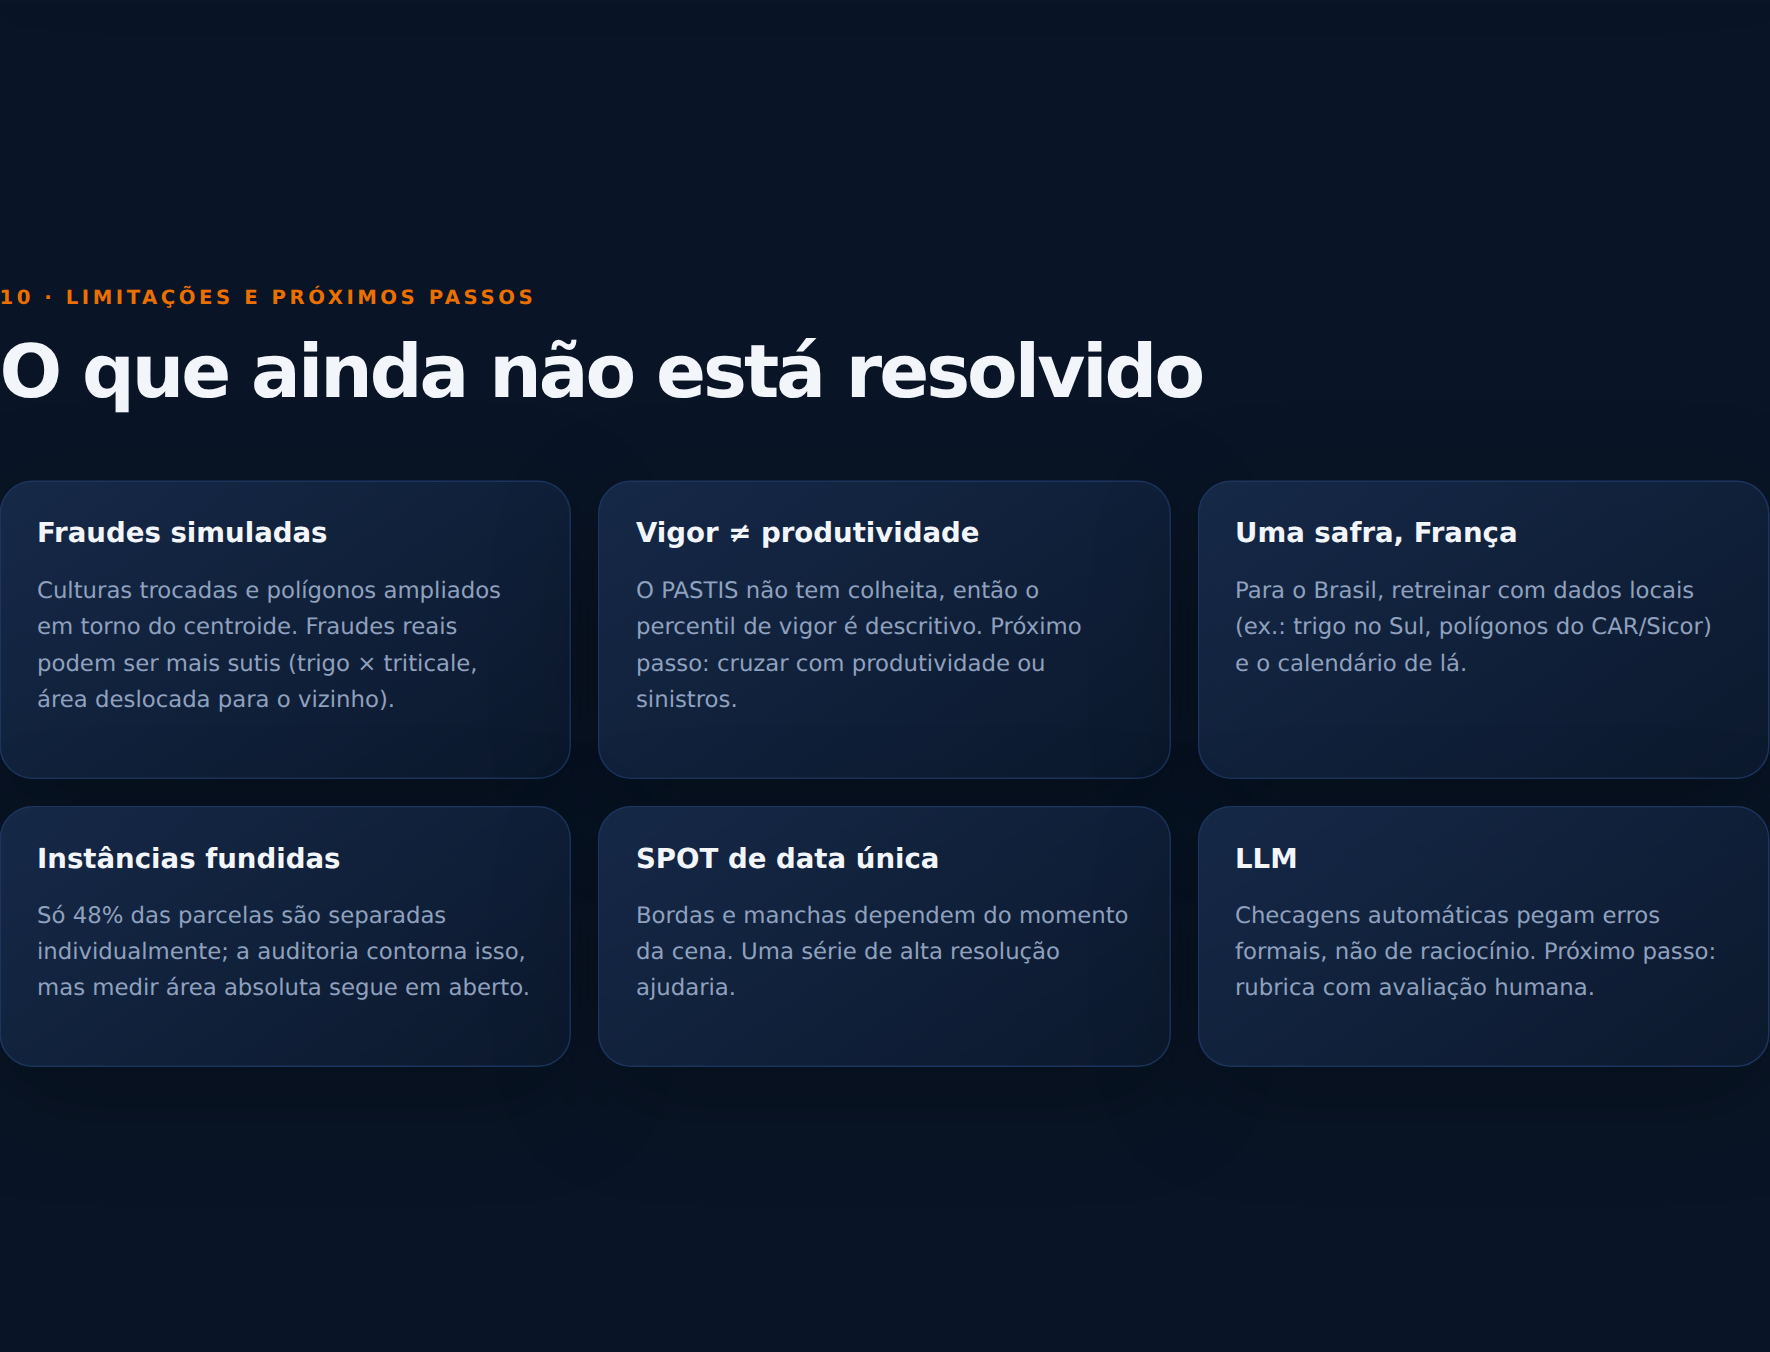 10 · LIMITAÇÕES E PRÓXIMOS PASSOS
O que ainda não está resolvido
Fraudes simuladas
Culturas trocadas e polígonos ampliados
em torno do centroide. Fraudes reais
podem ser mais sutis (trigo × triticale,
área deslocada para o vizinho).
Vigor ≠ produtividade
O PASTIS não tem colheita, então o
percentil de vigor é descritivo. Próximo
passo: cruzar com produtividade ou
sinistros.
Uma safra, França
Para o Brasil, retreinar com dados locais
(ex.: trigo no Sul, polígonos do CAR/Sicor)
e o calendário de lá.
Instâncias fundidas
Só 48% das parcelas são separadas
individualmente; a auditoria contorna isso,
mas medir área absoluta segue em aberto.
SPOT de data única
Bordas e manchas dependem do momento
da cena. Uma série de alta resolução
ajudaria.
LLM
Checagens automáticas pegam erros
formais, não de raciocínio. Próximo passo:
rubrica com avaliação humana.